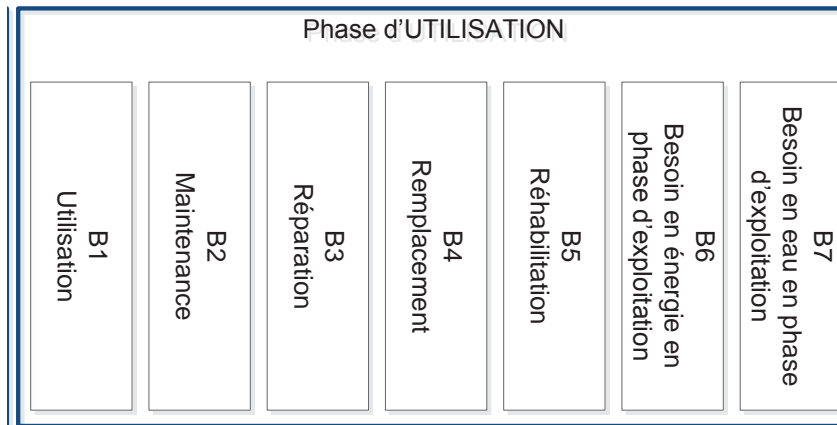 Phase d'UTILISATION
B1
Utilisation
B2
Maintenance
B3
Réparation
B4
Remplacement
B5
Réhabilitation
B6
Besoin en énergie en
phase d'exploitation
B7
Besoin en eau en phase
d'exploitation